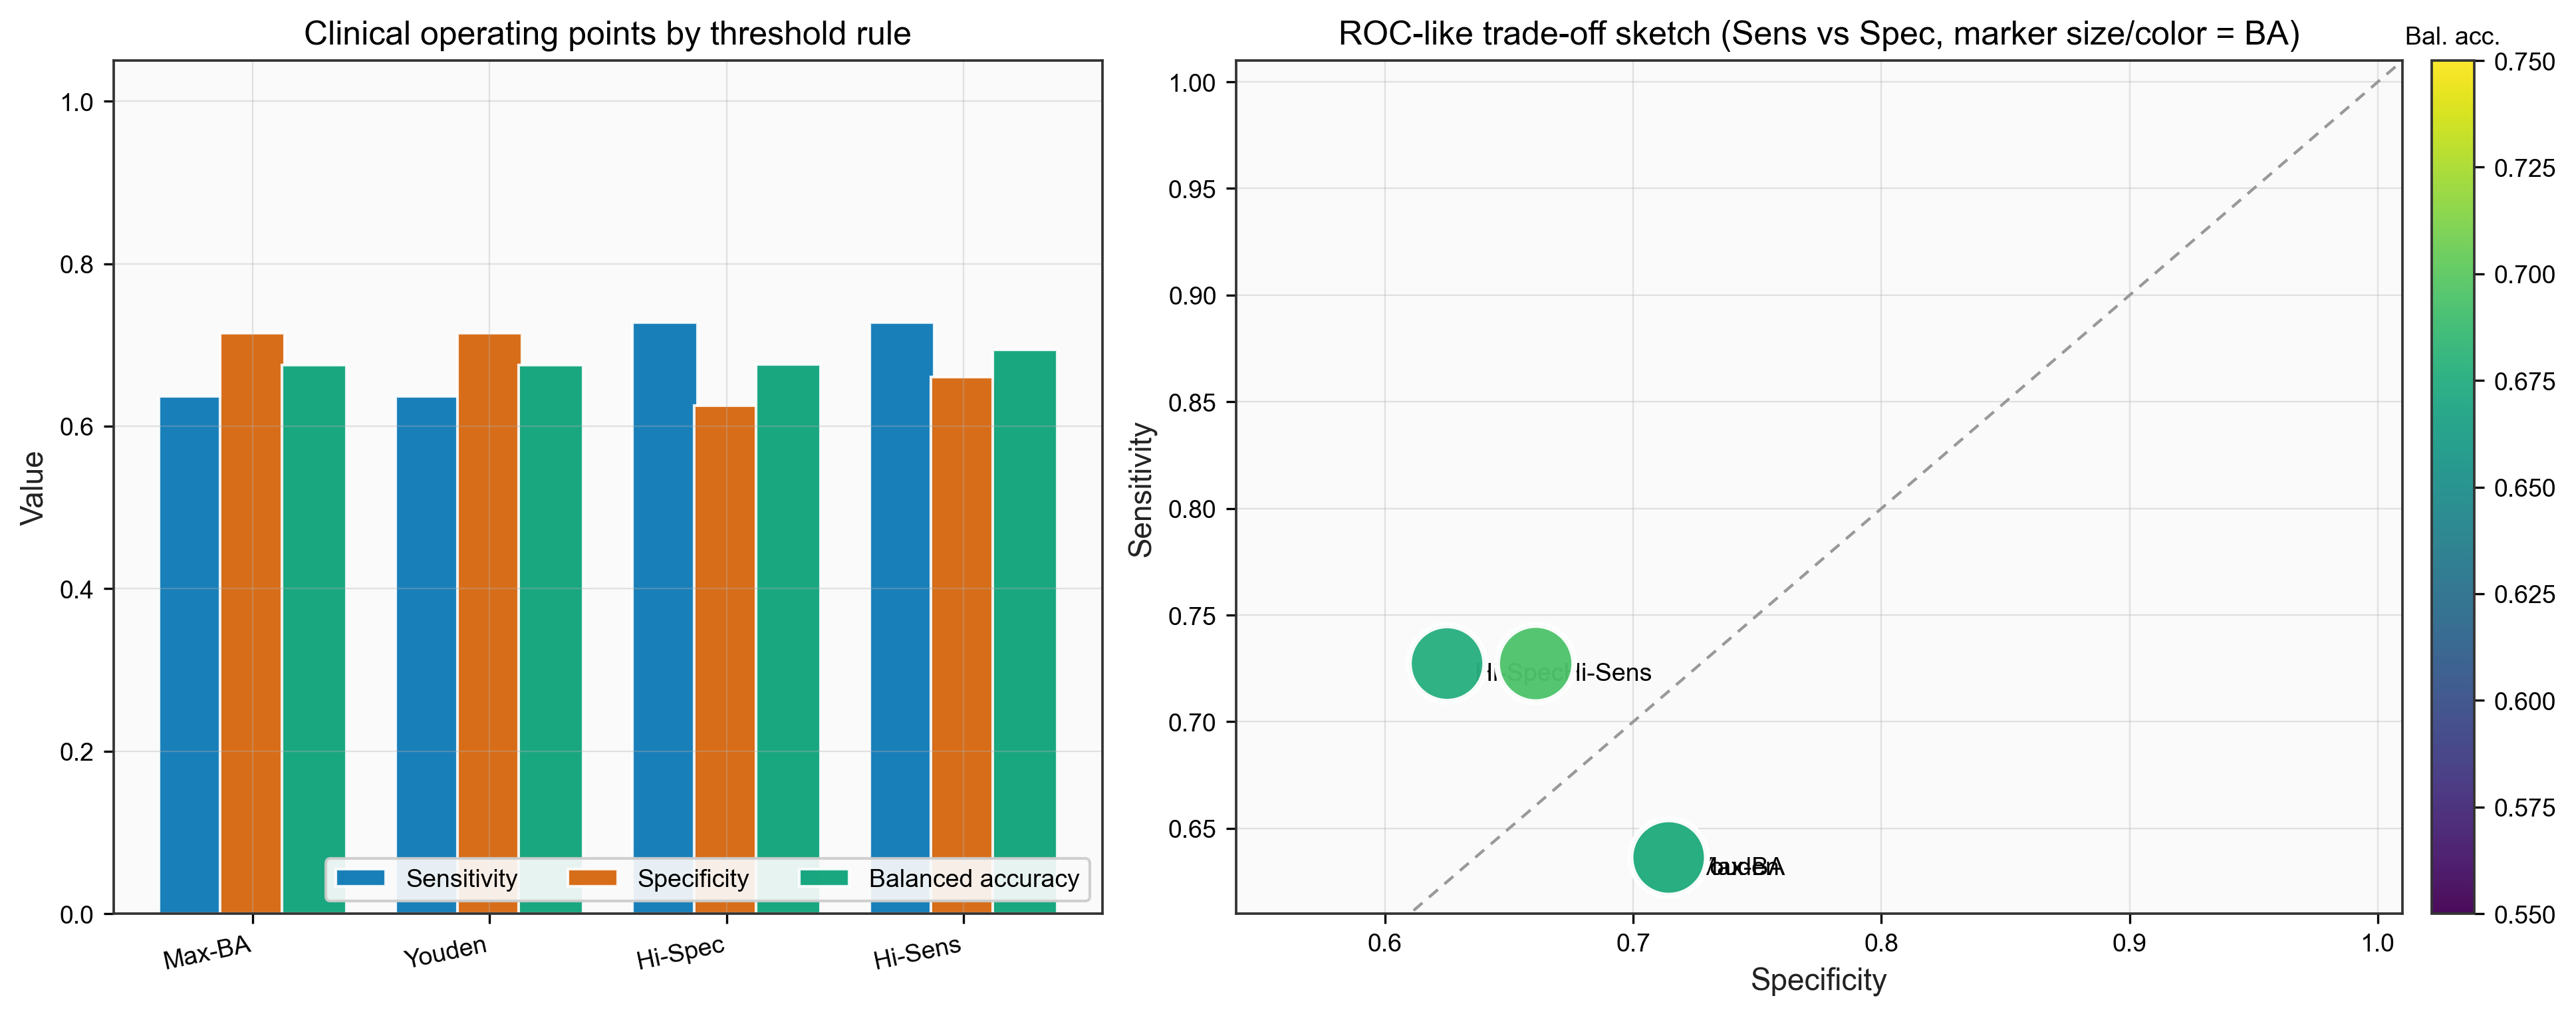 Clinical operating points by threshold rule
Value
1.0
0.8
0.6
0.4
0.2
0.0
Max-BA
Youden
Hi-Spec
Hi-Sens
Sensitivity
Specificity
Balanced accuracy
ROC-like trade-off sketch (Sens vs Spec, marker size/color = BA)
Sensitivity
1.00
0.95
0.90
0.85
0.80
0.75
0.70
0.65
Hi-Spec
Hi-Sens
0.6
0.7
0.8
0.9
1.0
Specificity
Bal. acc.
0.750
0.725
0.700
0.675
0.650
0.625
0.600
0.575
0.550